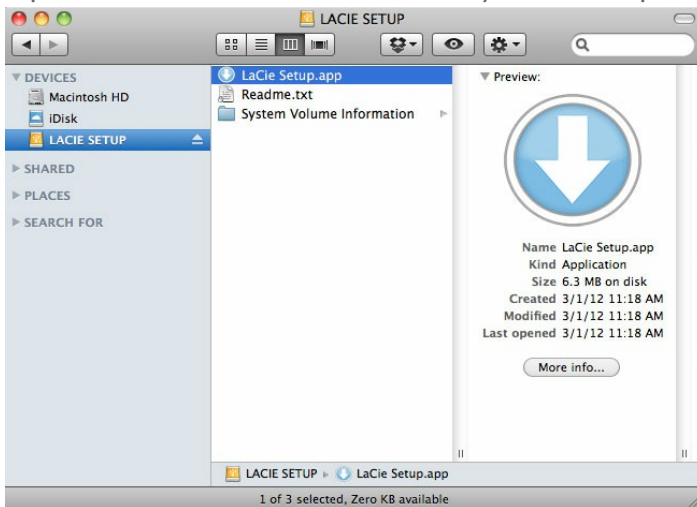 LACIE SETUP
DEVICES
Macintosh HD
iDisk
LACIE SETUP
SHARED
PLACES
SEARCH FOR
LaCie Setup.app
Readme.txt
System Volume Information
Preview:
Name LaCie Setup.app
Kind Application
Size 6.3 MB on disk
Created 3/1/12 11:18 AM
Modified 3/1/12 11:18 AM
Last opened 3/1/12 11:18 AM
More info...
LACIE SETUP LaCie Setup.app
1 of 3 selected, Zero KB available